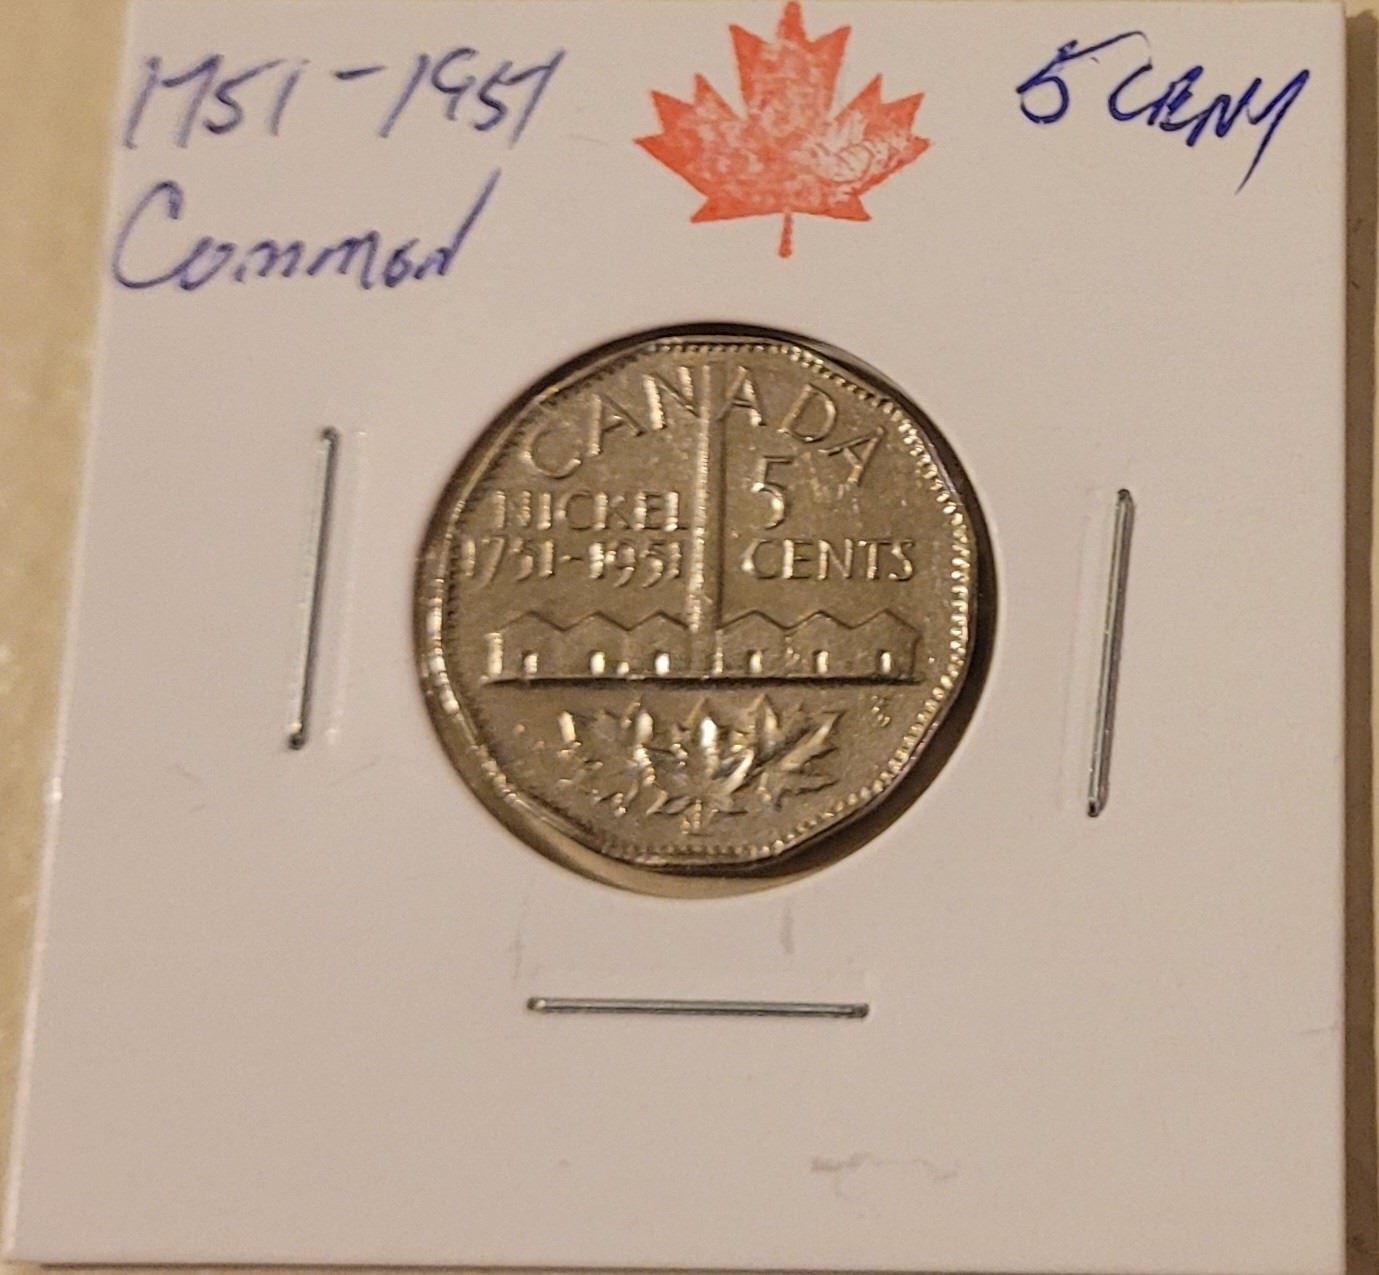 1751-1951
5 CENT
Common
CANADA
NICKEL
5
1751-1951
CENTS